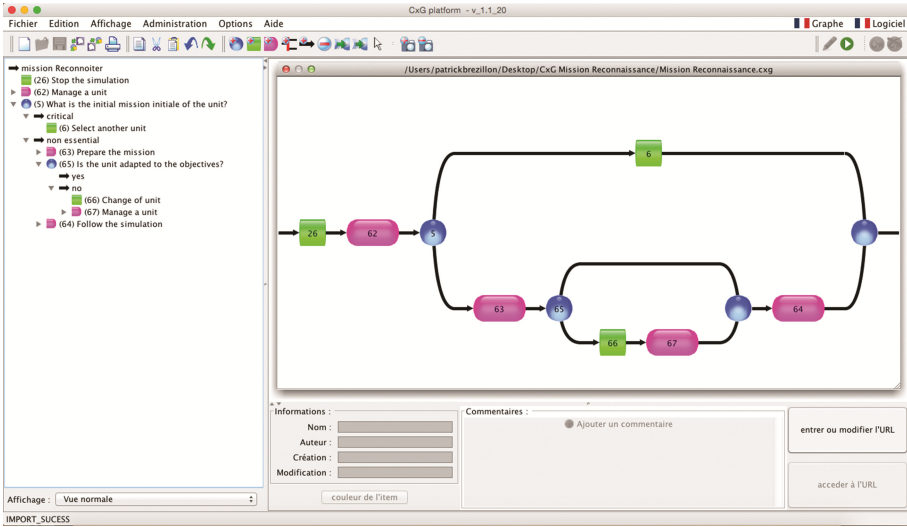 CxG platform - v_1.1_20
Fichier Edition Affichage Administration Options Aide
Graphe Logiciel
mission Reconnoiter
(26) Stop the simulation
(62) Manage a unit
(5) What is the initial mission initiale of the unit?
critical
(6) Select another unit
non essential
(63) Prepare the mission
(65) Is the unit adapted to the objectives?
yes
no
(66) Change of unit
(67) Manage a unit
(64) Follow the simulation
/Users/patrickbrezillon/Desktop/CxG Mission Reconnaissance/Mission Reconnaissance.cxg
6
26 62 5
63 65 64
66 67
Informations :
Nom :
Auteur :
Création :
Modification :
couleur de l'item
Commentaires :
Ajouter un commentaire
entrer ou modifier l'URL
acceder à l'URL
Affichage : Vue normale
IMPORT_SUCESS